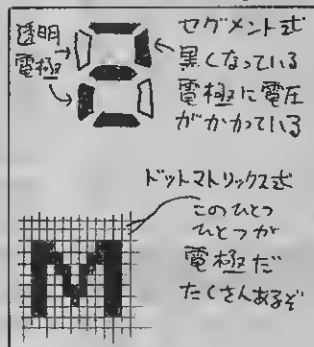 透明
電極
セグメント式
黒くなっている
電極に電圧
がかかっている
ドットマトリックス式
このひとつ
ひとつが
電極だ
たくさんあるぞ